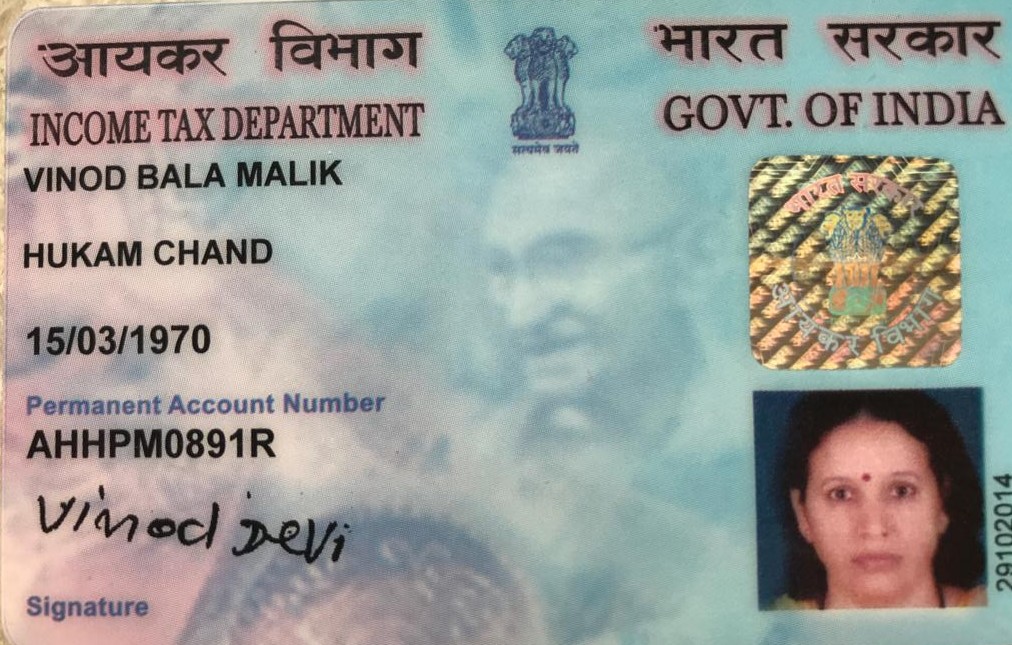 आयकर विभाग
भारत सरकार
INCOME TAX DEPARTMENT
GOVT. OF INDIA
सत्यमेव जयते
VINOD BALA MALIK
HUKAM CHAND
15/03/1970
Permanent Account Number
AHHPM0891R
Vinod Devi
Signature
भारत सरकार
आयकर विभाग
29102014